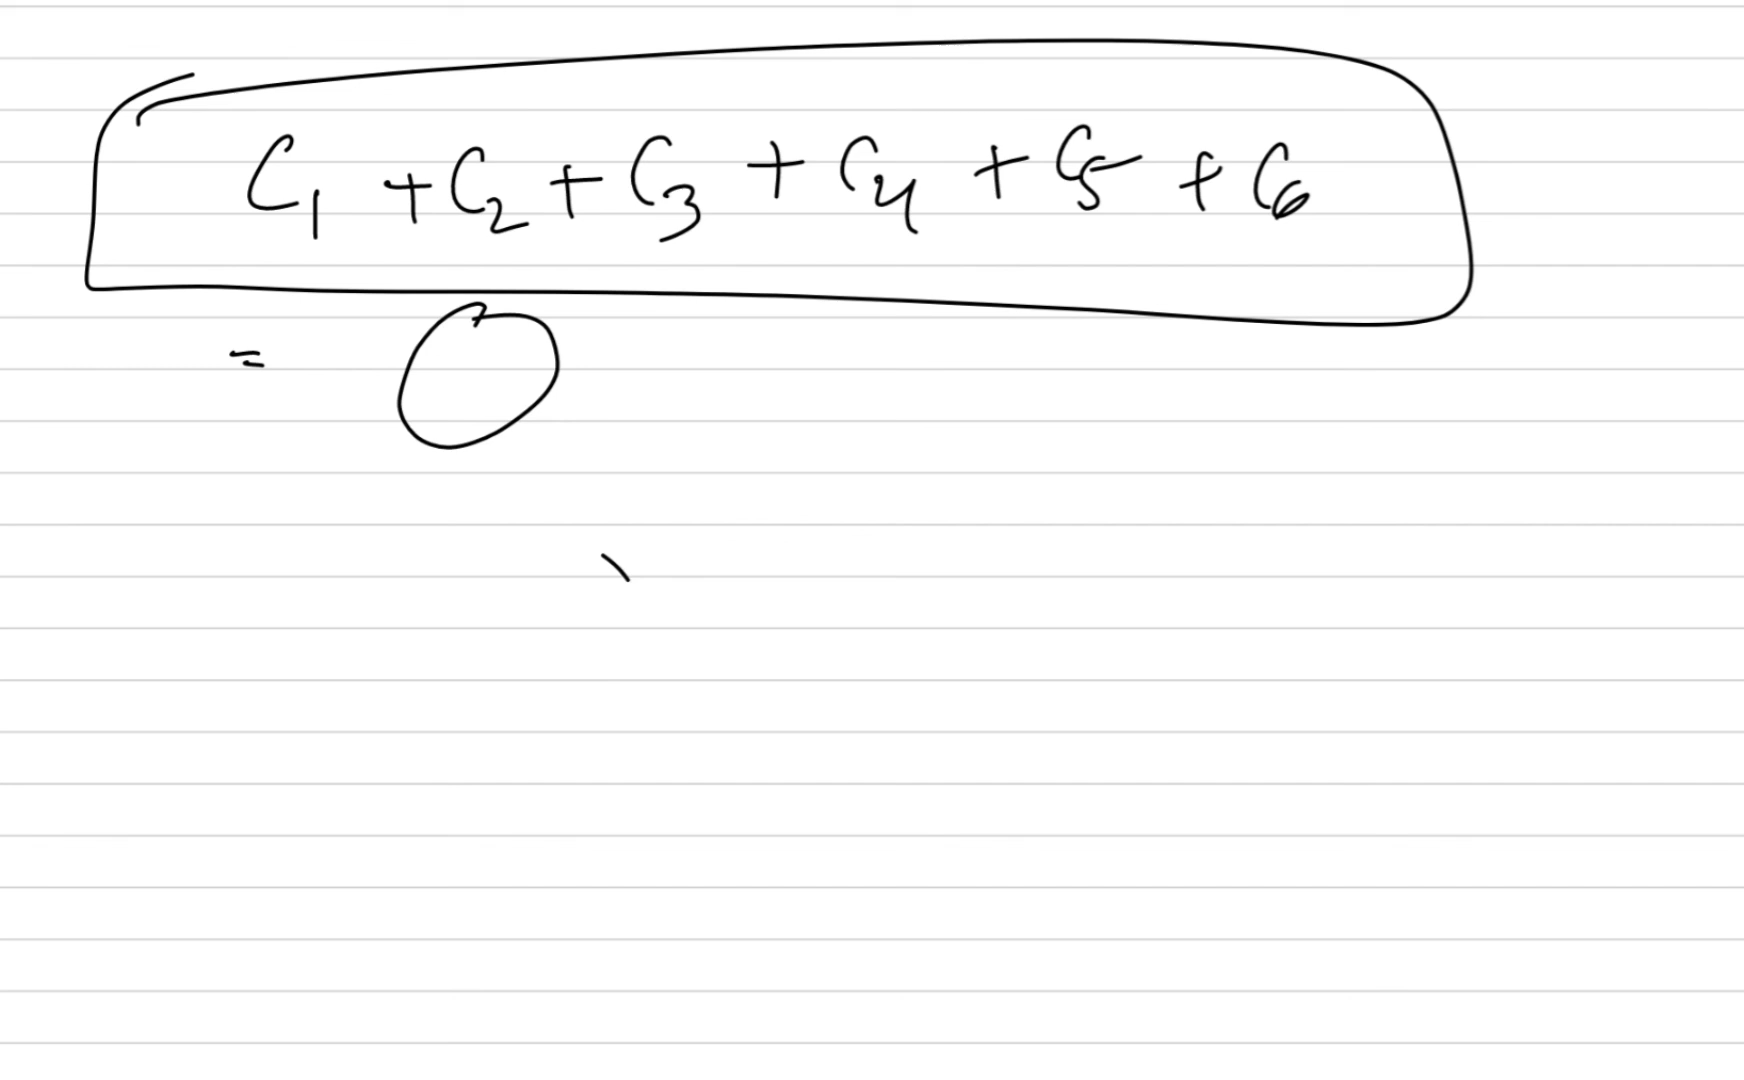 C₁ + C₂ + C₃ + C₄ + C₅ + C₆
= 0